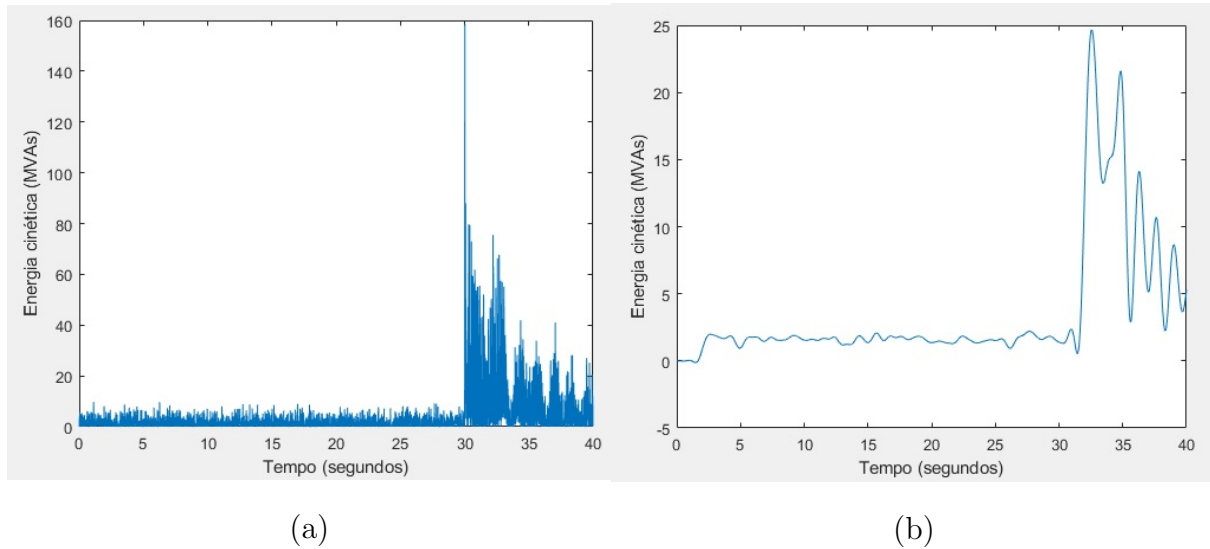 160
140
120
100
80
60
40
20
0
Energia cinética (MVAs)
0 5 10 15 20 25 30 35 40
Tempo (segundos)
(a)
25
20
15
10
5
0
-5
Energia cinética (MVAs)
0 5 10 15 20 25 30 35 40
Tempo (segundos)
(b)